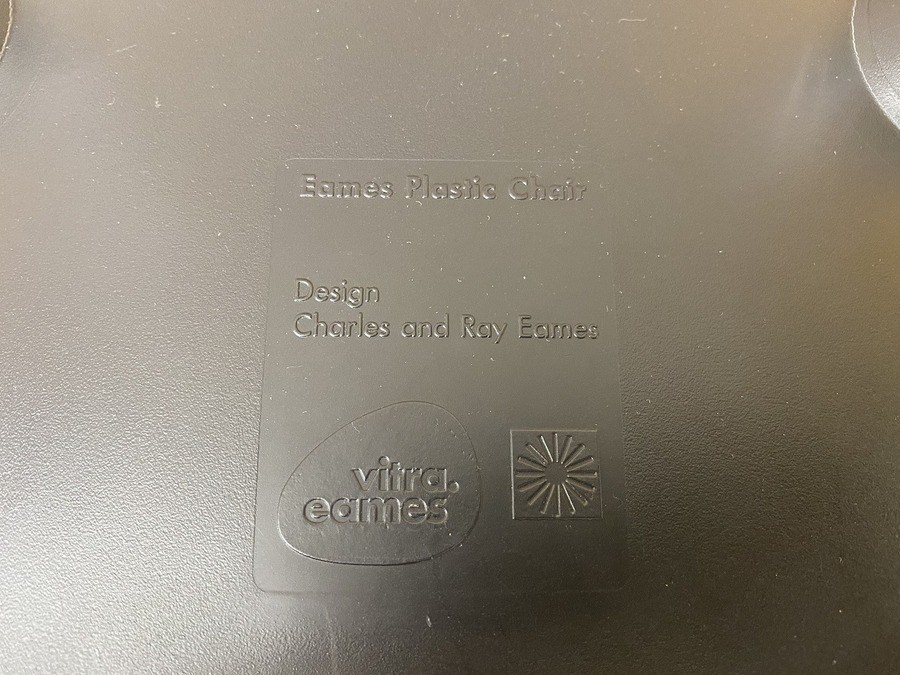 Eames Plastic Chair
Design
Charles and Ray Eames
vitra.
eames